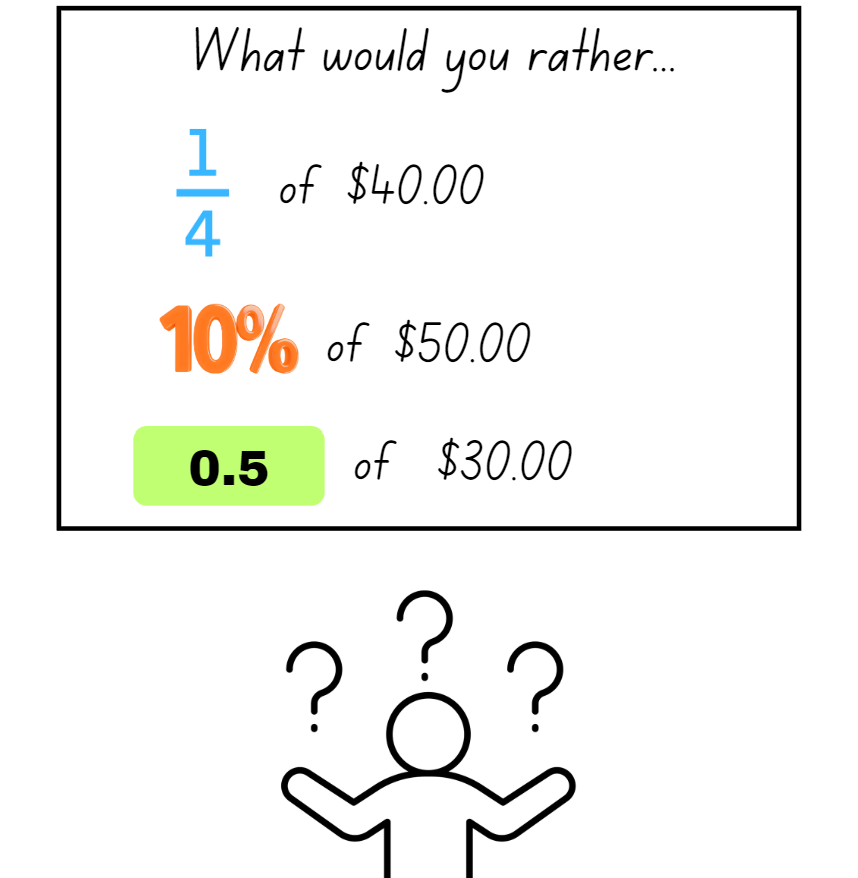 What would you rather...
1/4 of $40.00
10% of $50.00
0.5 of $30.00
? ? ?